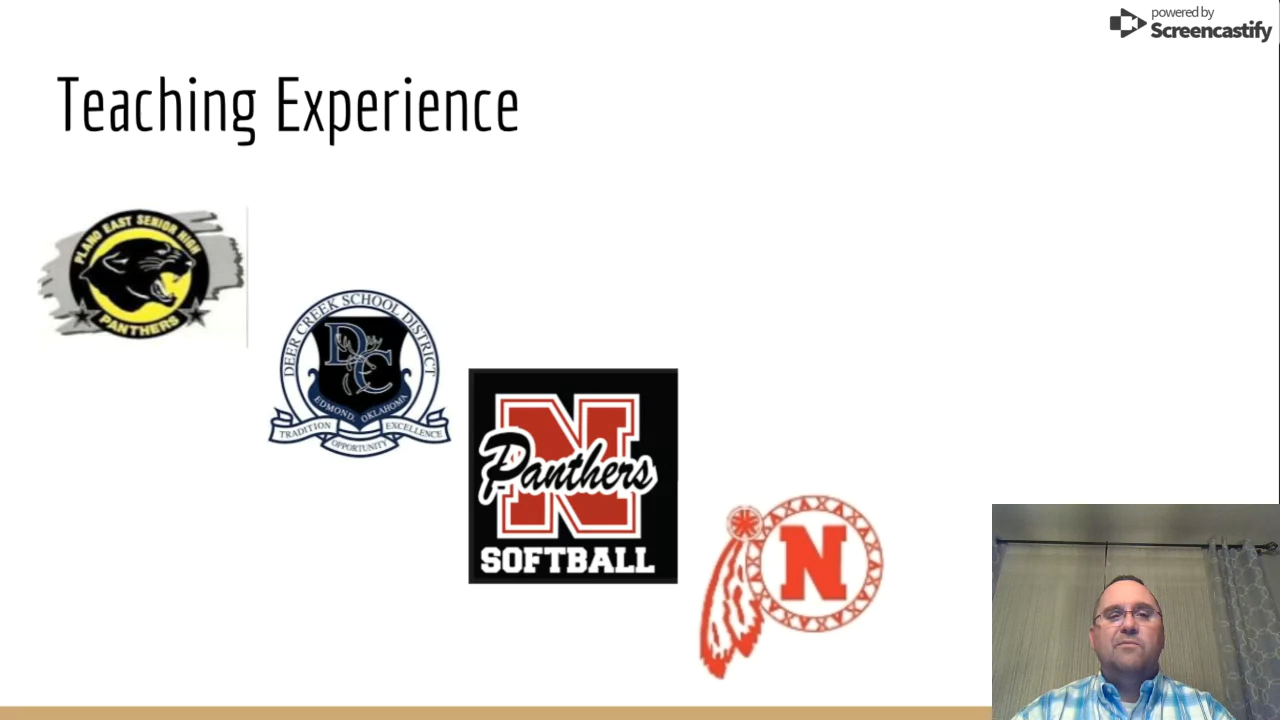 powered by
Screencastify
Teaching Experience
PLANO EAST SENIOR HIGH
PANTHERS
DEER CREEK SCHOOL DISTRICT
DC
EDMOND, OKLAHOMA
TRADITION OPPORTUNITY EXCELLENCE
N
Panthers
SOFTBALL
N